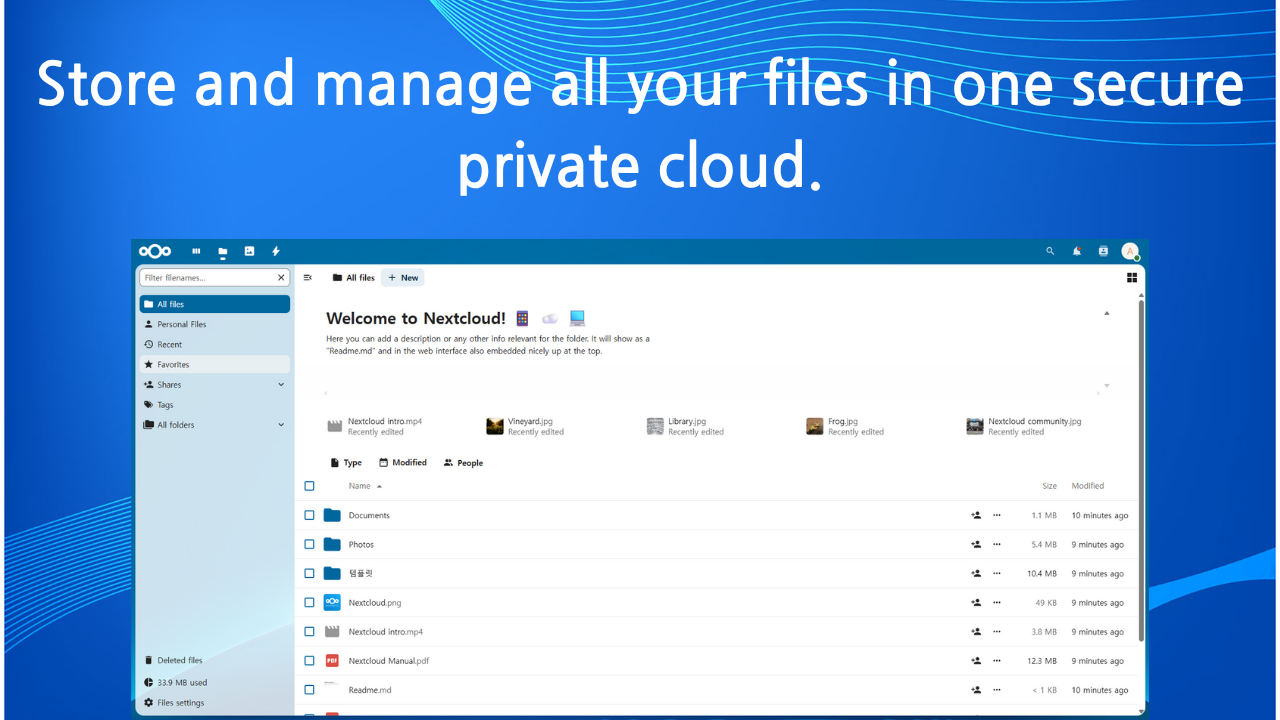 Store and manage all your files in one secure
private cloud.
A
Filter filenames...
All files
+ New
All files
Personal Files
Recent
Favorites
Shares
Tags
All folders
Welcome to Nextcloud!
Here you can add a description or any other info relevant for the folder. It will show as a
"Readme.md" and in the web interface also embedded nicely up at the top.
Nextcloud intro.mp4
Recently edited
Vineyard.jpg
Recently edited
Library.jpg
Recently edited
Frog.jpg
Recently edited
Nextcloud community.jpg
Recently edited
Type Modified People
Name Size Modified
Documents 1.1 MB 10 minutes ago
Photos 5.4 MB 9 minutes ago
템플릿 10.4 MB 9 minutes ago
Nextcloud.png 49 KB 9 minutes ago
Nextcloud intro.mp4 3.8 MB 9 minutes ago
PDF Nextcloud Manual.pdf 12.3 MB 9 minutes ago
Readme.md < 1 KB 10 minutes ago
Deleted files
33.9 MB used
Files settings